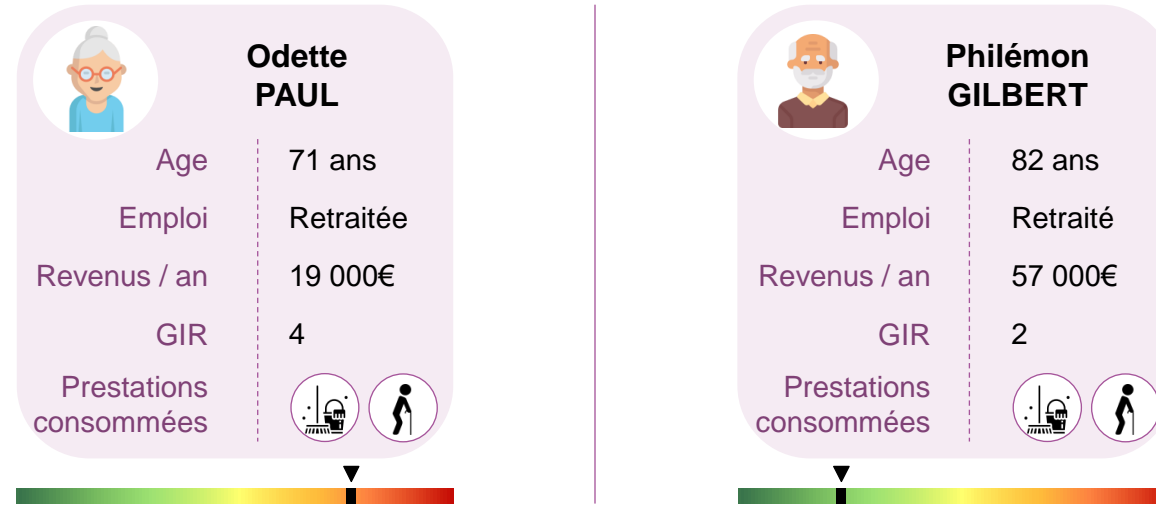 Odette
PAUL
Age 71 ans
Emploi Retraitée
Revenus / an 19 000€
GIR 4
Prestations
consommées
Philémon
GILBERT
Age 82 ans
Emploi Retraité
Revenus / an 57 000€
GIR 2
Prestations
consommées